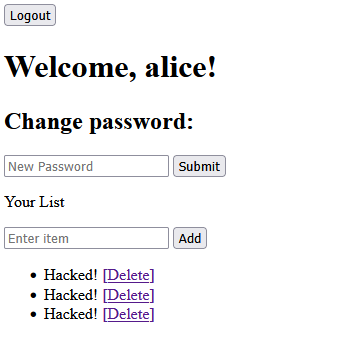 Logout
Welcome, alice!
Change password:
New Password Submit
Your List
Enter item Add
• Hacked! [Delete]
• Hacked! [Delete]
• Hacked! [Delete]